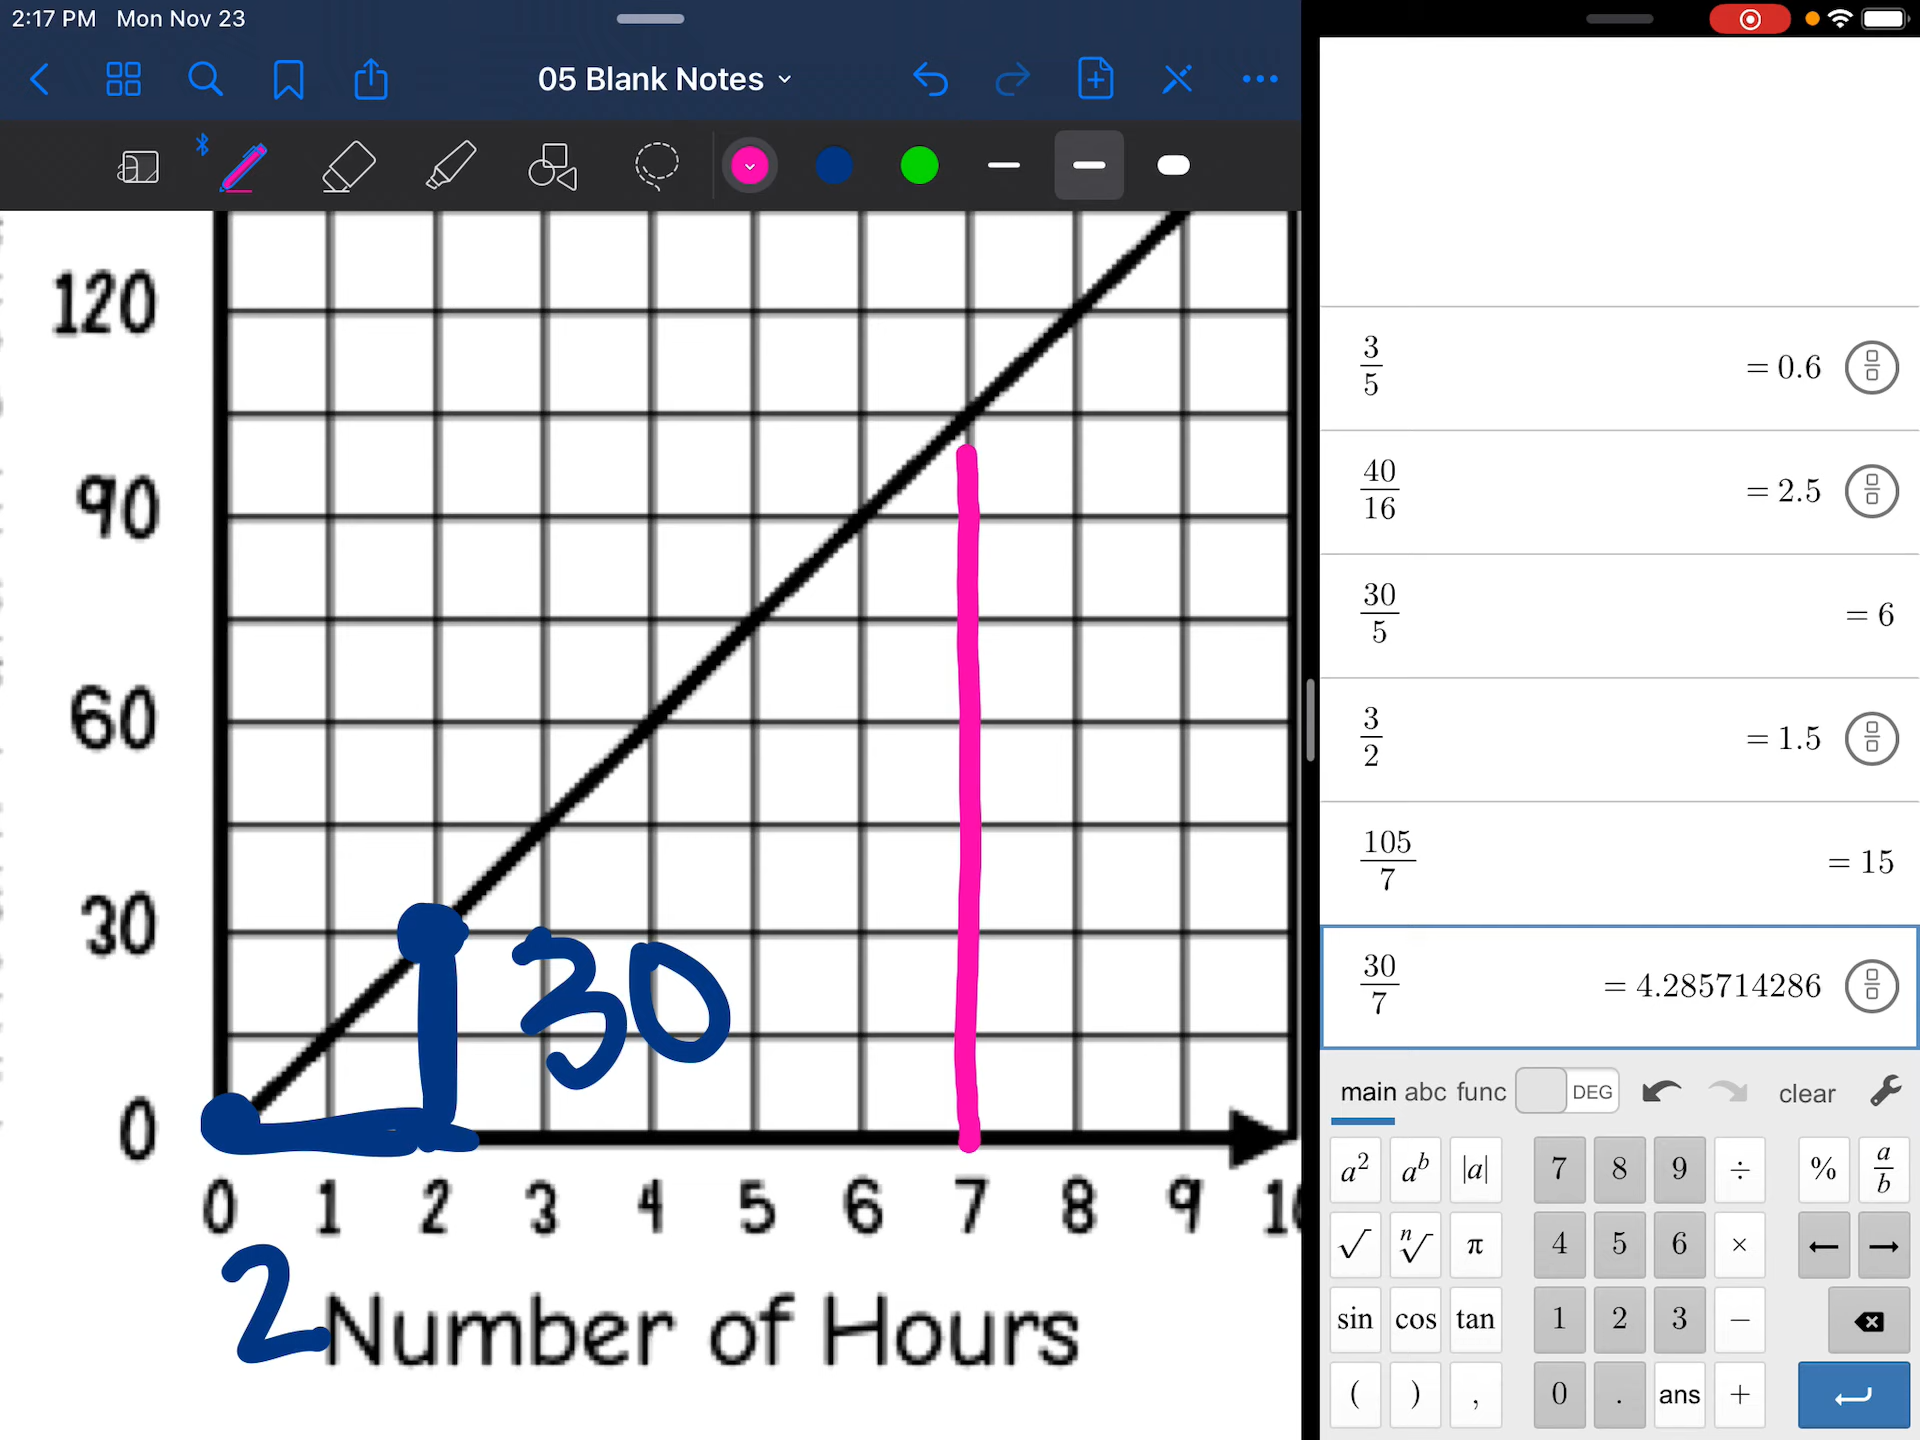 2:17 PM Mon Nov 23
05 Blank Notes
a
120
90
60
30
0
30
0 1 2 3 4 5 6 7 8 9 10
2
Number of Hours
3/5 = 0.6
40/16 = 2.5
30/5 = 6
3/2 = 1.5
105/7 = 15
30/7 = 4.285714286
main abc func DEG clear
a² aᵇ |a| 7 8 9 ÷ % a/b
√ ⁿ√ π 4 5 6 × ← →
sin cos tan 1 2 3 −
( ) , 0 . ans +